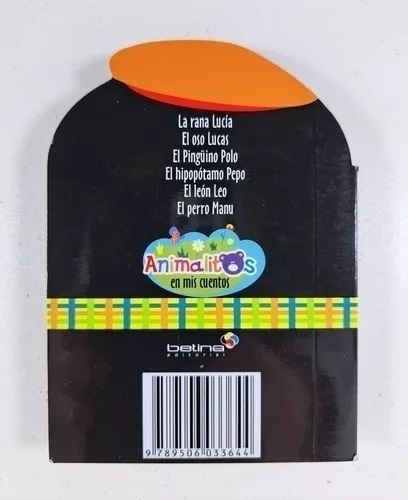 La rana Lucía
El oso Lucas
El Pingüino Polo
El hipopótamo Pepo
El león Leo
El perro Manu
Animalitos
en mis cuentos
betina
editorial
9 789506 033644